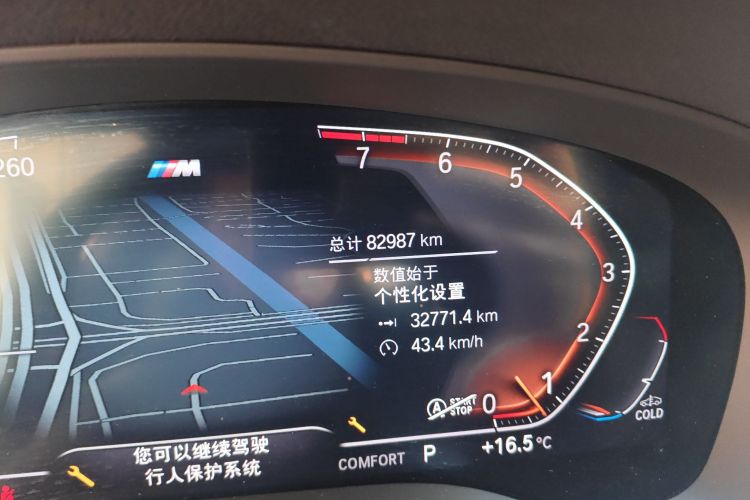 260
M
7
6
5
4
3
2
1
0
总计 82987 km
数值始于
个性化设置
32771.4 km
43.4 km/h
A START
STOP
COLD
您可以继续驾驶
行人保护系统
COMFORT P +16.5°C